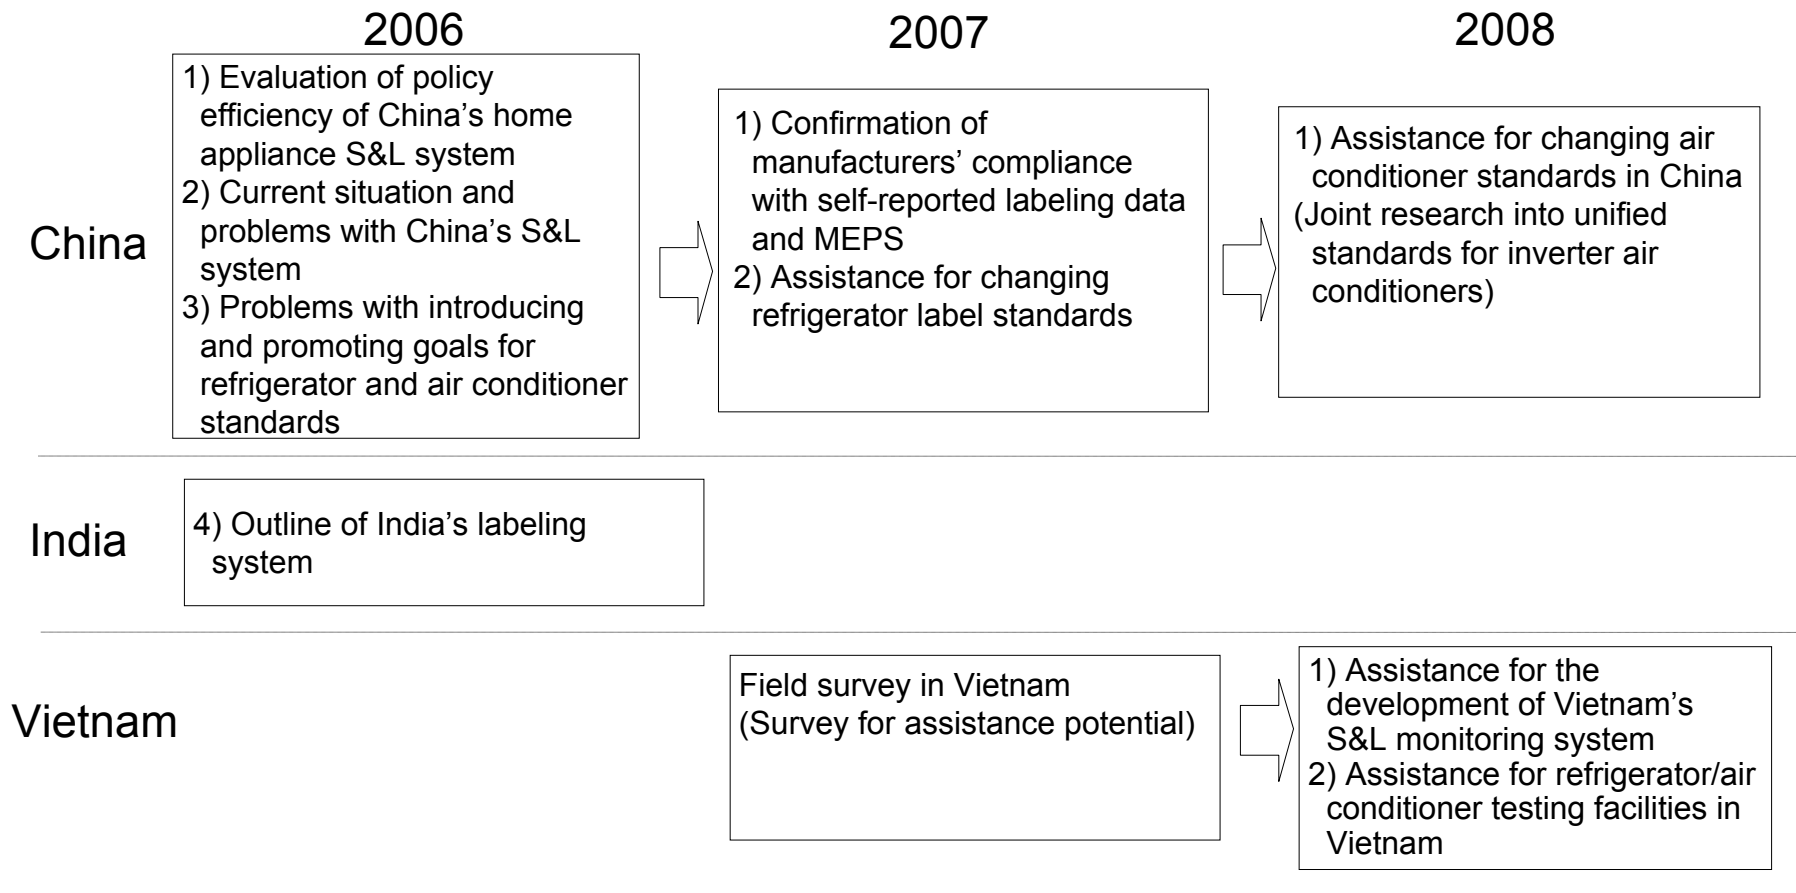 2006
2007
2008
China
1) Evaluation of policy
efficiency of China’s home
appliance S&L system
2) Current situation and
problems with China’s S&L
system
3) Problems with introducing
and promoting goals for
refrigerator and air conditioner
standards
1) Confirmation of
manufacturers’ compliance
with self-reported labeling data
and MEPS
2) Assistance for changing
refrigerator label standards
1) Assistance for changing air
conditioner standards in China
(Joint research into unified
standards for inverter air
conditioners)
India
4) Outline of India’s labeling
system
Vietnam
Field survey in Vietnam
(Survey for assistance potential)
1) Assistance for the
development of Vietnam’s
S&L monitoring system
2) Assistance for refrigerator/air
conditioner testing facilities in
Vietnam